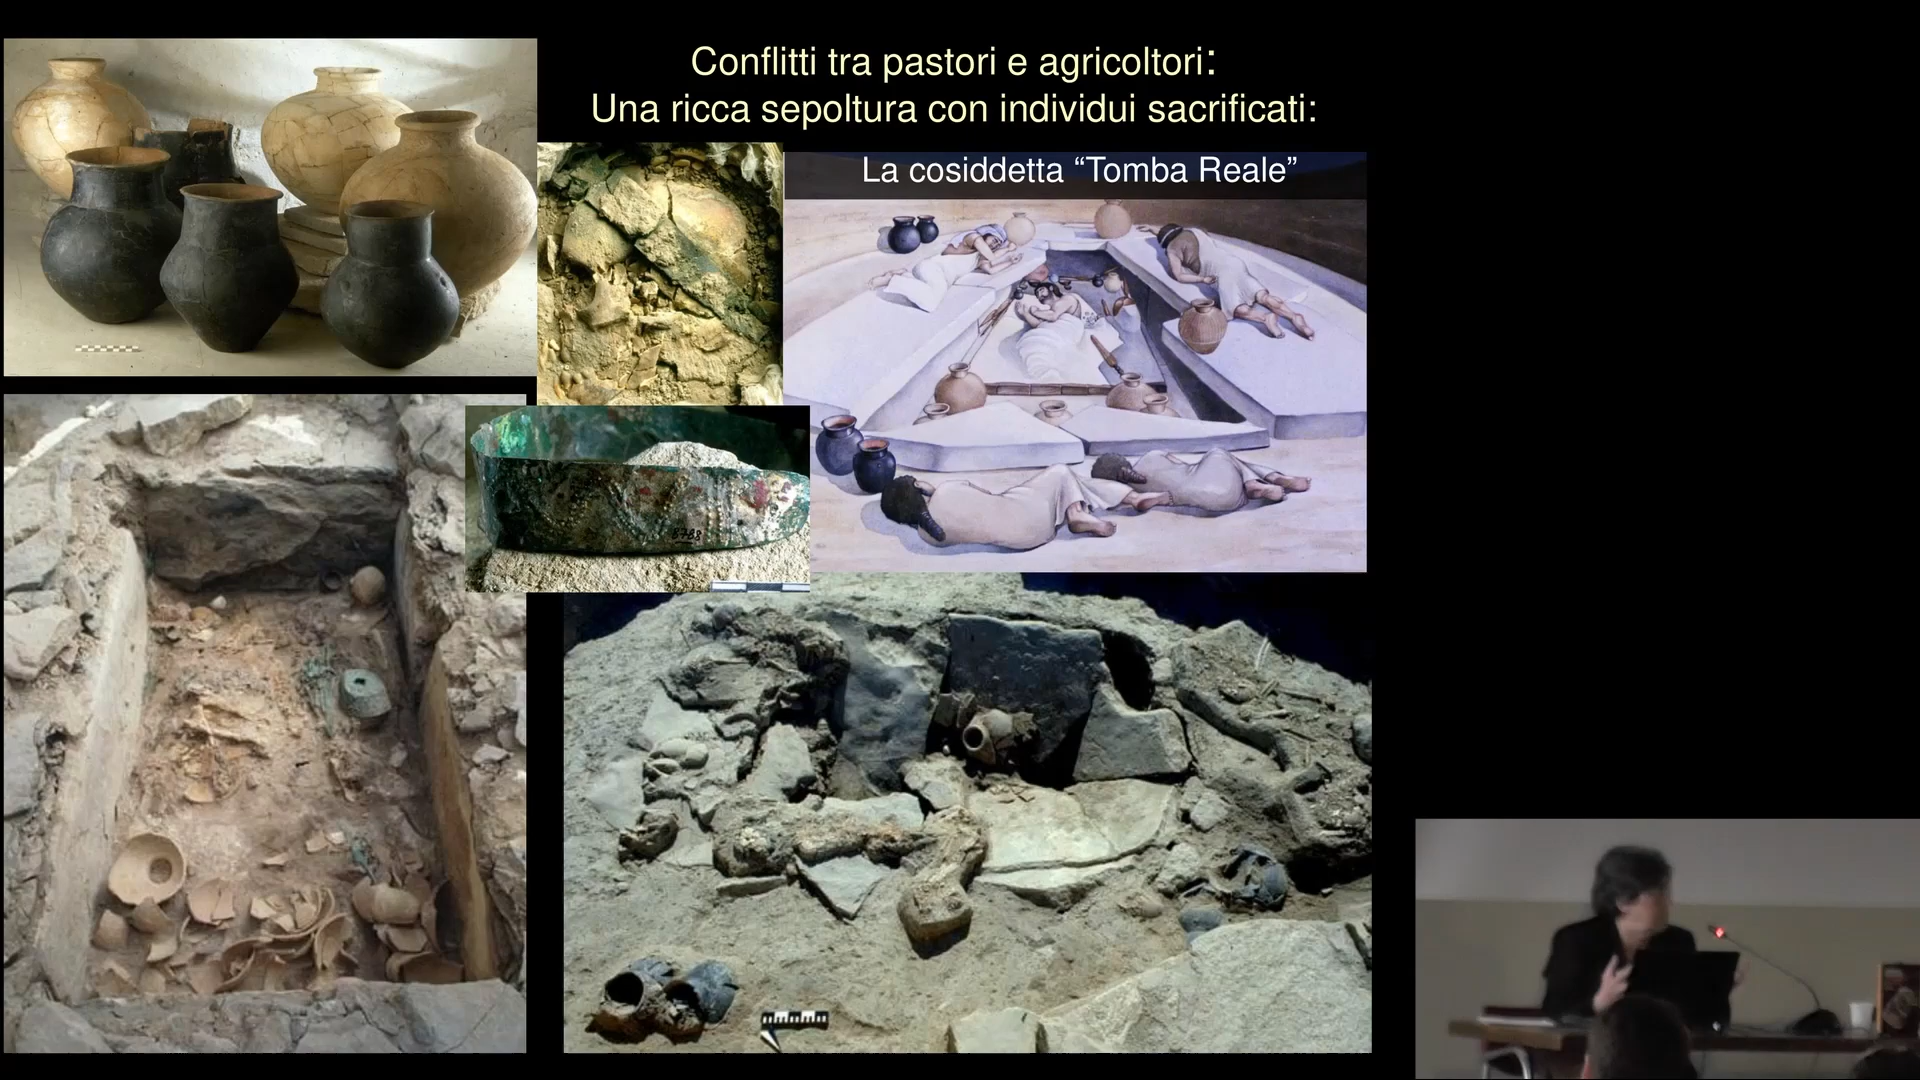 Conflitti tra pastori e agricoltori:
Una ricca sepoltura con individui sacrificati:
La cosiddetta “Tomba Reale”